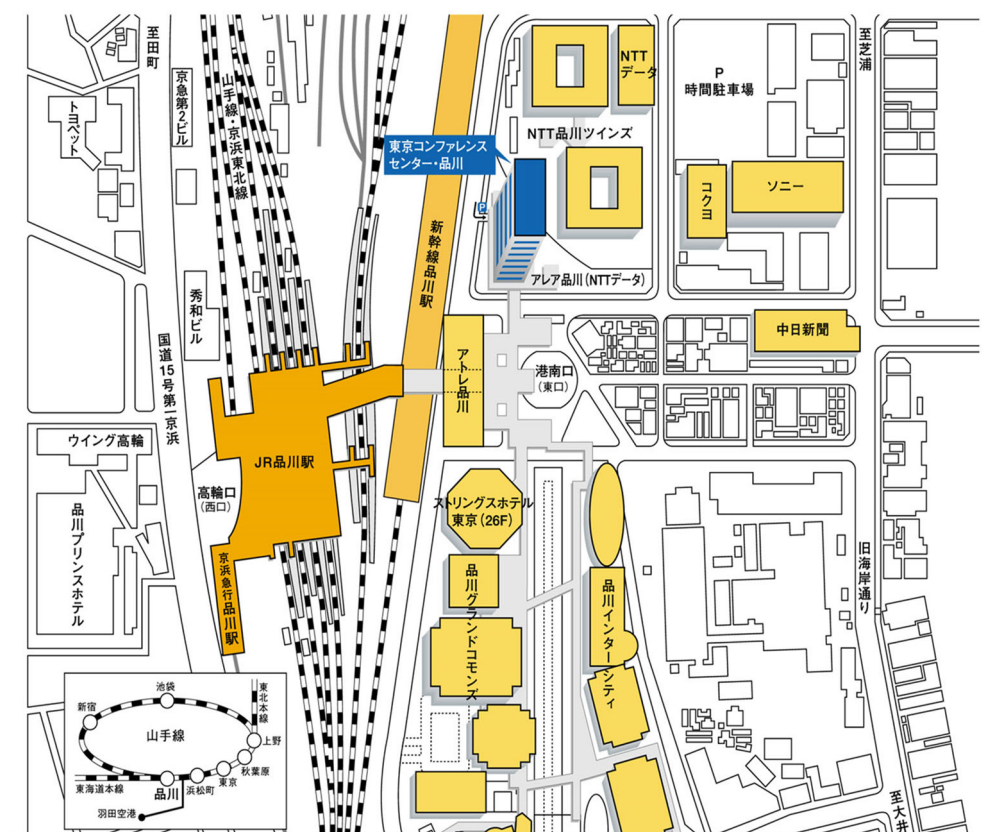 至田町
京急第2ビル
山手線・京浜東北線
トヨペット
東京コンファレンス
センター・品川
P
NTT
データ
NTT品川ツインズ
P
時間駐車場
至芝浦
コクヨ
ソニー
新幹線品川駅
アレア品川(NTTデータ)
秀和ビル
国道15号第一京浜
アトレ品川
港南口
(東口)
中日新聞
ウイング高輪
JR品川駅
高輪口
(西口)
品川プリンスホテル
京浜急行品川駅
ストリングスホテル
東京(26F)
品川グランドコモンズ
品川インターシティ
旧海岸通り
至大井
池袋
新宿
山手線
東北本線
上野
秋葉原
東京
浜松町
品川
東海道本線
羽田空港